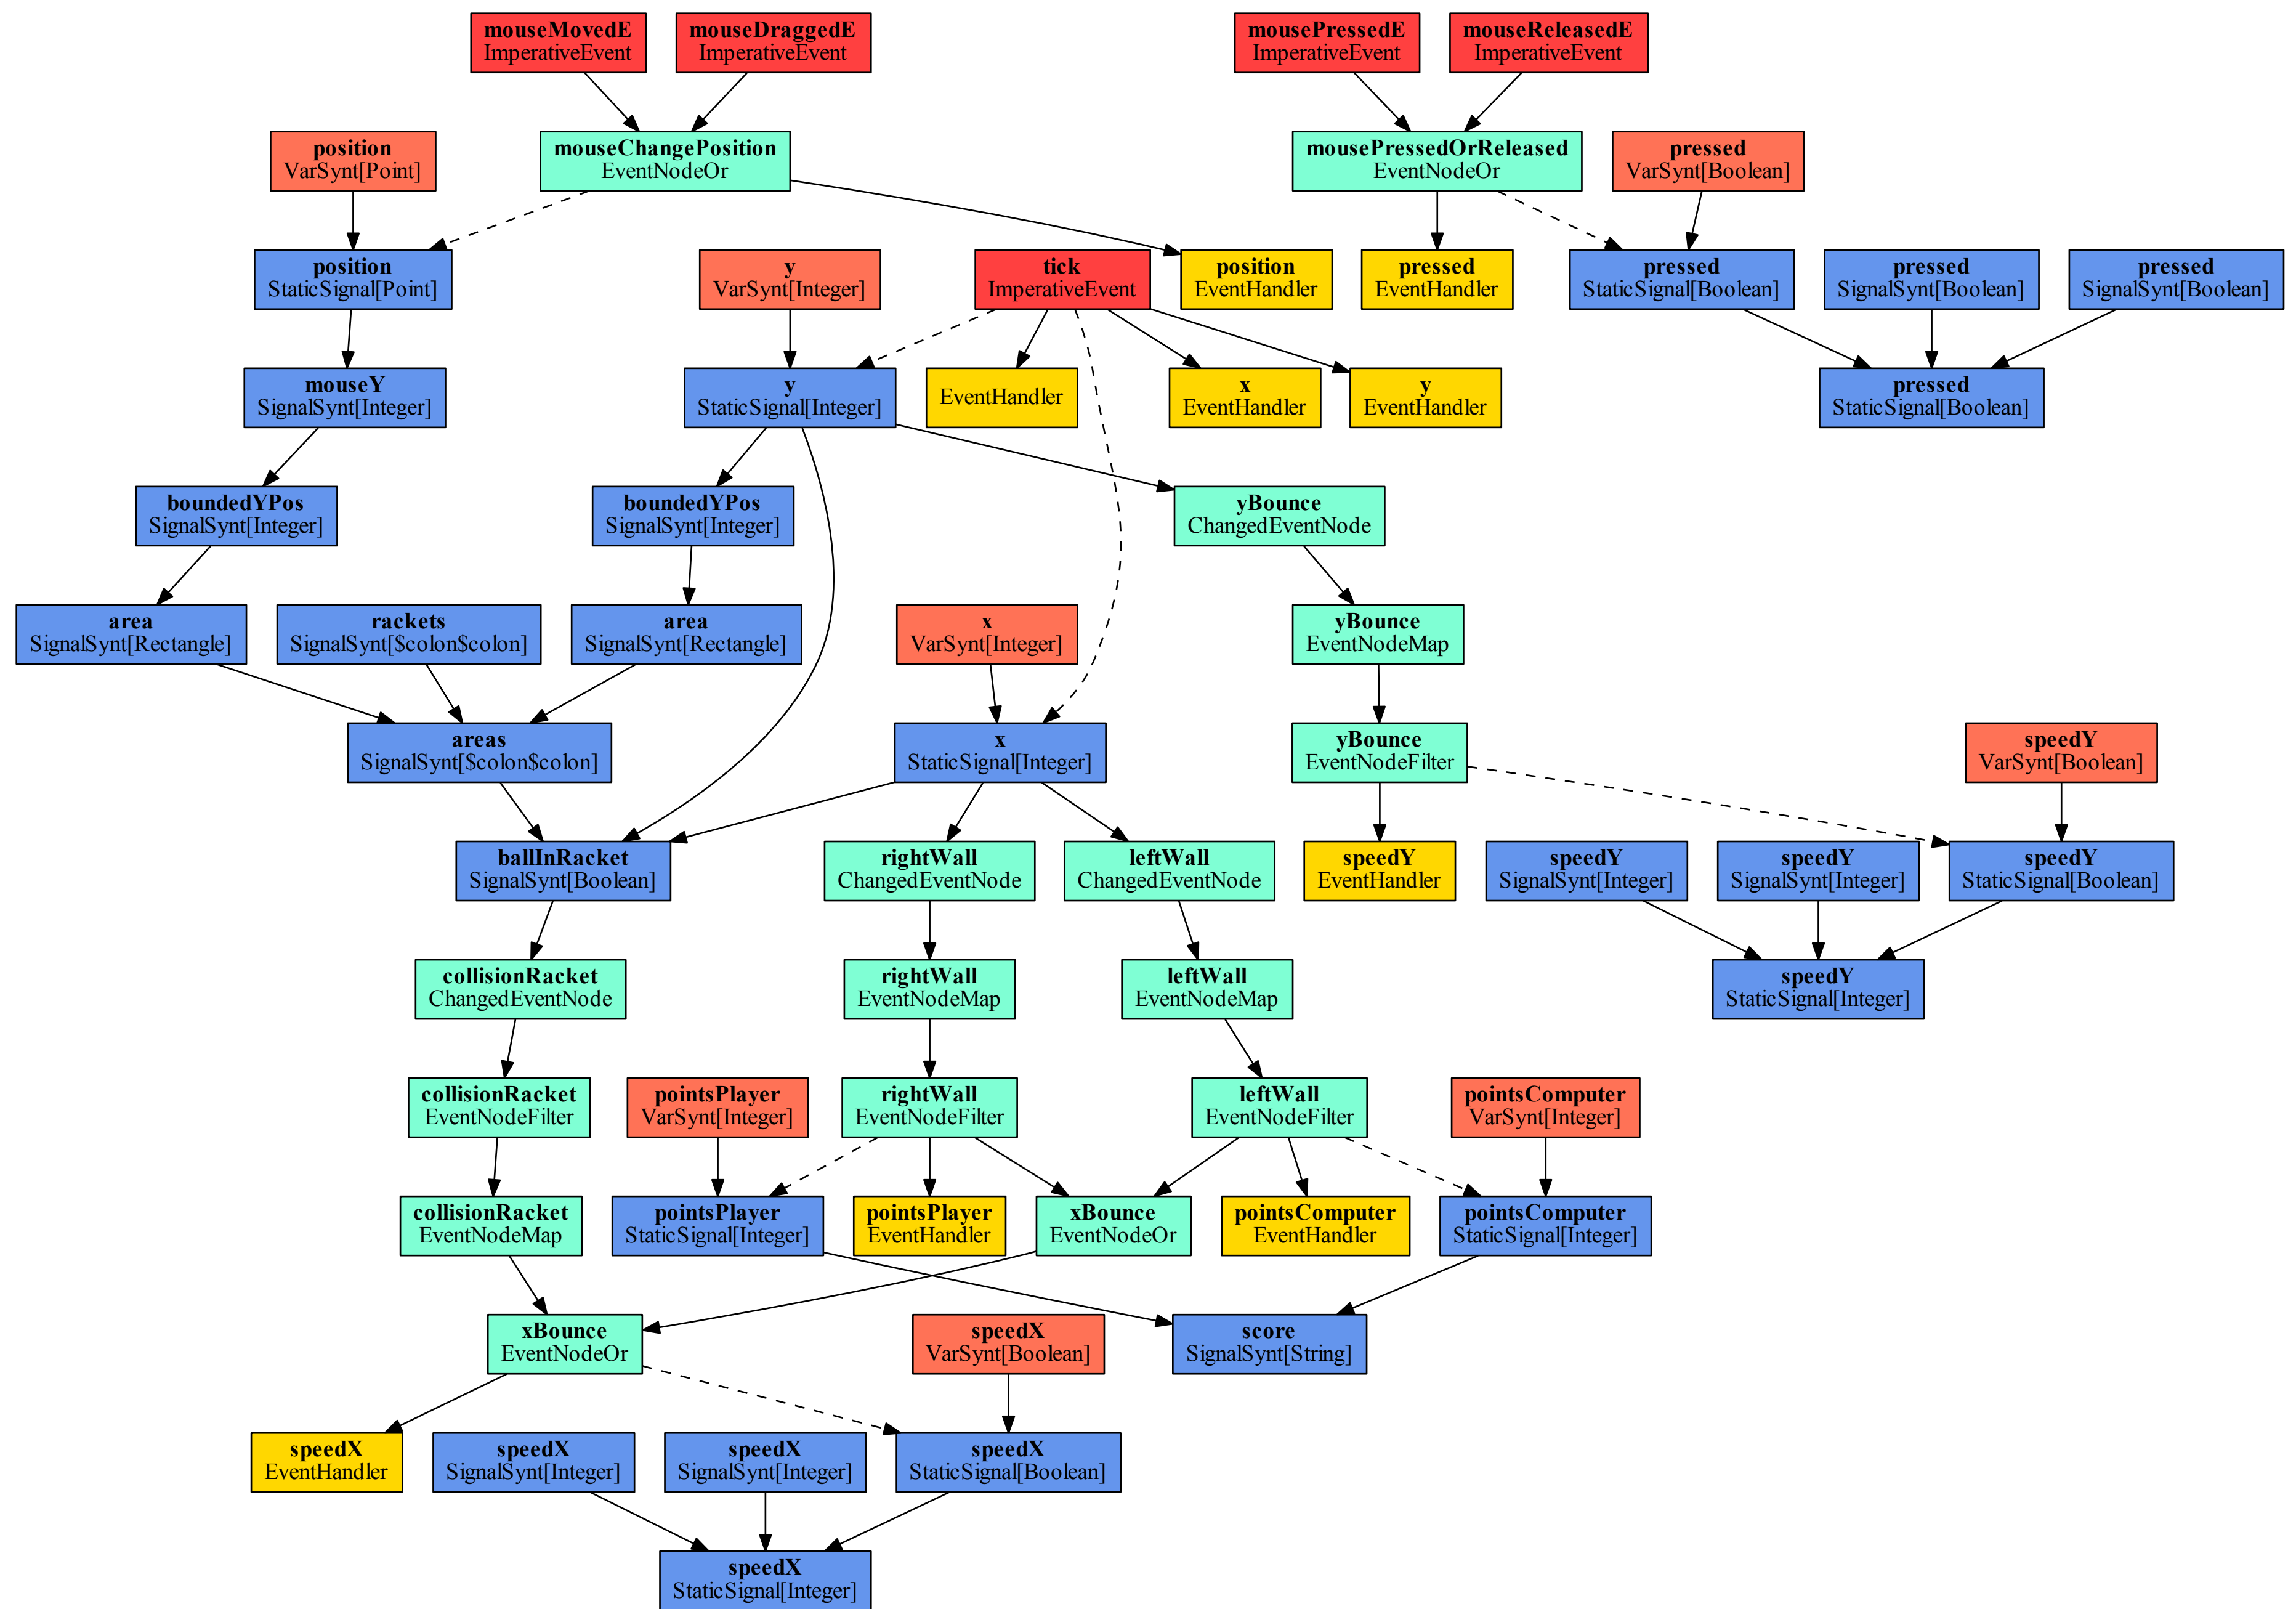 mouseMovedE
ImperativeEvent
mouseDraggedE
ImperativeEvent
mousePressedE
ImperativeEvent
mouseReleasedE
ImperativeEvent
position
VarSynt[Point]
mouseChangePosition
EventNodeOr
mousePressedOrReleased
EventNodeOr
pressed
VarSynt[Boolean]
position
StaticSignal[Point]
y
VarSynt[Integer]
tick
ImperativeEvent
position
EventHandler
pressed
EventHandler
pressed
StaticSignal[Boolean]
pressed
SignalSynt[Boolean]
pressed
SignalSynt[Boolean]
mouseY
SignalSynt[Integer]
y
StaticSignal[Integer]
EventHandler
x
EventHandler
y
EventHandler
pressed
StaticSignal[Boolean]
boundedYPos
SignalSynt[Integer]
boundedYPos
SignalSynt[Integer]
yBounce
ChangedEventNode
area
SignalSynt[Rectangle]
rackets
SignalSynt[$colon$colon]
area
SignalSynt[Rectangle]
x
VarSynt[Integer]
yBounce
EventNodeMap
areas
SignalSynt[$colon$colon]
x
StaticSignal[Integer]
yBounce
EventNodeFilter
speedY
VarSynt[Boolean]
ballInRacket
SignalSynt[Boolean]
rightWall
ChangedEventNode
leftWall
ChangedEventNode
speedY
EventHandler
speedY
SignalSynt[Integer]
speedY
SignalSynt[Integer]
speedY
StaticSignal[Boolean]
collisionRacket
ChangedEventNode
rightWall
EventNodeMap
leftWall
EventNodeMap
speedY
StaticSignal[Integer]
collisionRacket
EventNodeFilter
pointsPlayer
VarSynt[Integer]
rightWall
EventNodeFilter
leftWall
EventNodeFilter
pointsComputer
VarSynt[Integer]
collisionRacket
EventNodeMap
pointsPlayer
StaticSignal[Integer]
pointsPlayer
EventHandler
xBounce
EventNodeOr
pointsComputer
EventHandler
pointsComputer
StaticSignal[Integer]
xBounce
EventNodeOr
speedX
VarSynt[Boolean]
score
SignalSynt[String]
speedX
EventHandler
speedX
SignalSynt[Integer]
speedX
SignalSynt[Integer]
speedX
StaticSignal[Boolean]
speedX
StaticSignal[Integer]